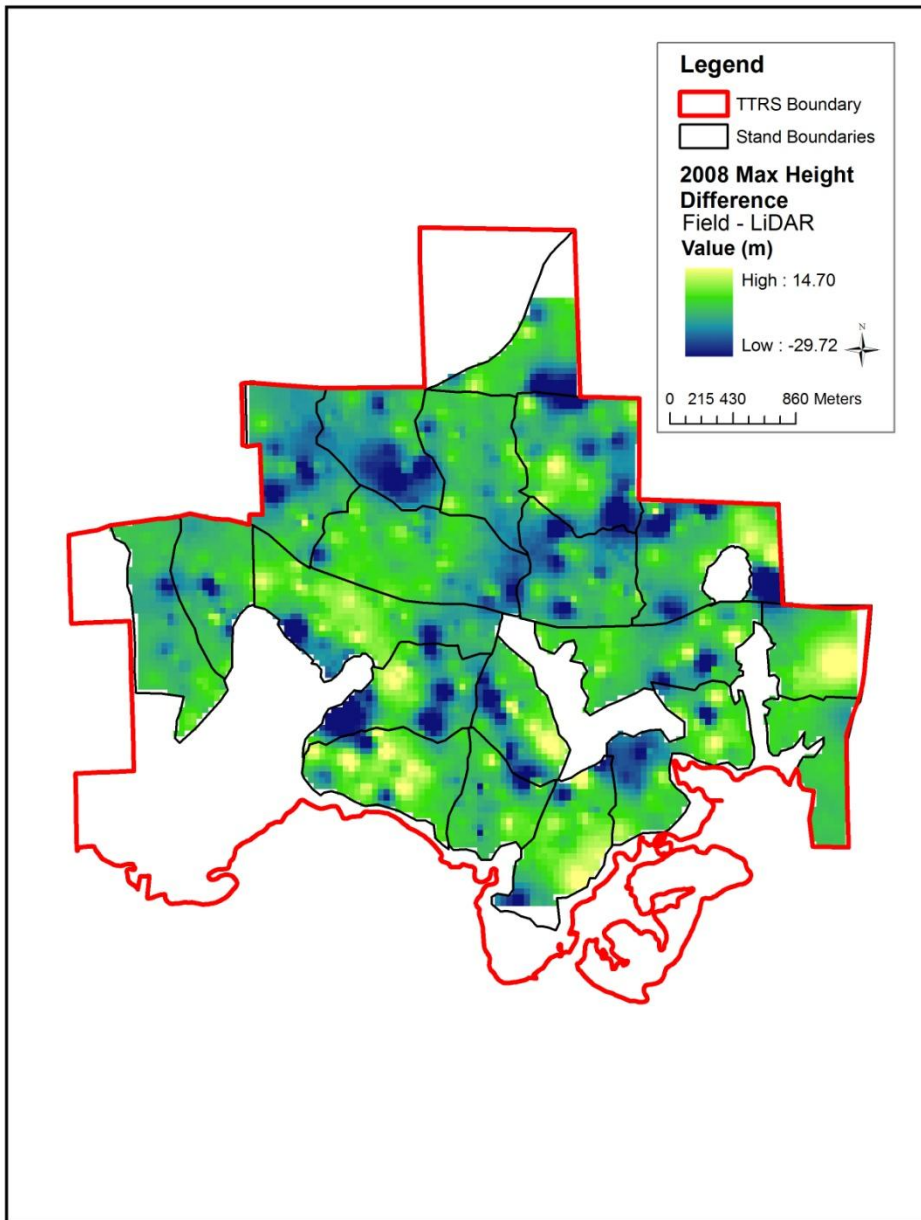 Legend
TTRS Boundary
Stand Boundaries
2008 Max Height
Difference
Field - LiDAR
Value (m)
High : 14.70
Low : -29.72
N
0 215 430 860 Meters